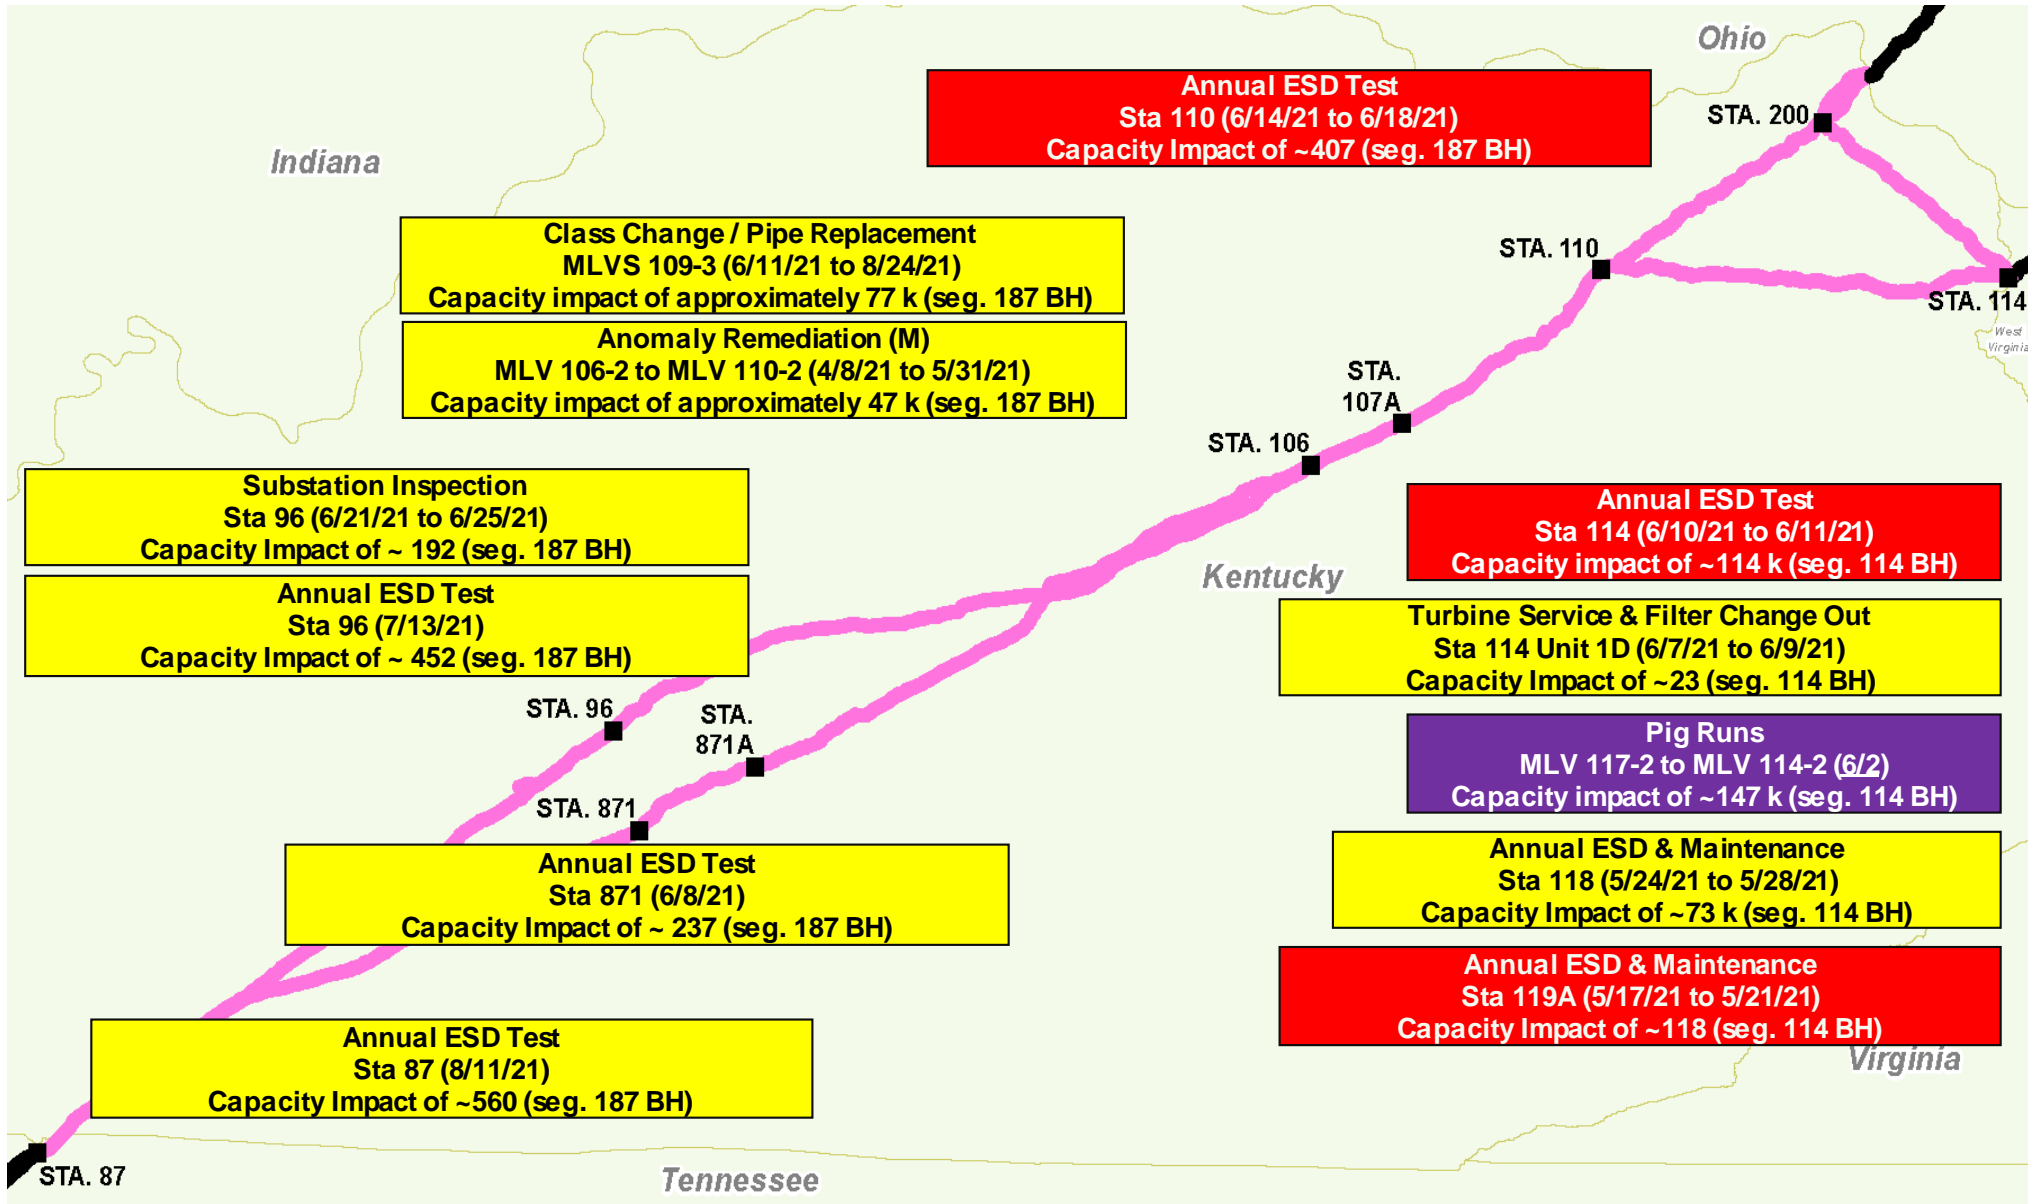 Ohio
Annual ESD Test
Sta 110 (6/14/21 to 6/18/21)
Capacity Impact of ~407 (seg. 187 BH)
STA. 200
Indiana
Class Change / Pipe Replacement
MLVS 109-3 (6/11/21 to 8/24/21)
Capacity impact of approximately 77 k (seg. 187 BH)
STA. 110
STA. 114
West
Virginia
Anomaly Remediation (M)
MLV 106-2 to MLV 110-2 (4/8/21 to 5/31/21)
Capacity impact of approximately 47 k (seg. 187 BH)
STA.
107A
STA. 106
Substation Inspection
Sta 96 (6/21/21 to 6/25/21)
Capacity Impact of ~ 192 (seg. 187 BH)
Annual ESD Test
Sta 114 (6/10/21 to 6/11/21)
Capacity impact of ~114 k (seg. 114 BH)
Kentucky
Annual ESD Test
Sta 96 (7/13/21)
Capacity Impact of ~ 452 (seg. 187 BH)
Turbine Service & Filter Change Out
Sta 114 Unit 1D (6/7/21 to 6/9/21)
Capacity Impact of ~23 (seg. 114 BH)
STA. 96
STA.
871A
Pig Runs
MLV 117-2 to MLV 114-2 (6/2)
Capacity impact of ~147 k (seg. 114 BH)
STA. 871
Annual ESD Test
Sta 871 (6/8/21)
Capacity Impact of ~ 237 (seg. 187 BH)
Annual ESD & Maintenance
Sta 118 (5/24/21 to 5/28/21)
Capacity Impact of ~73 k (seg. 114 BH)
Annual ESD & Maintenance
Sta 119A (5/17/21 to 5/21/21)
Capacity Impact of ~118 (seg. 114 BH)
Virginia
Annual ESD Test
Sta 87 (8/11/21)
Capacity Impact of ~560 (seg. 187 BH)
STA. 87
Tennessee